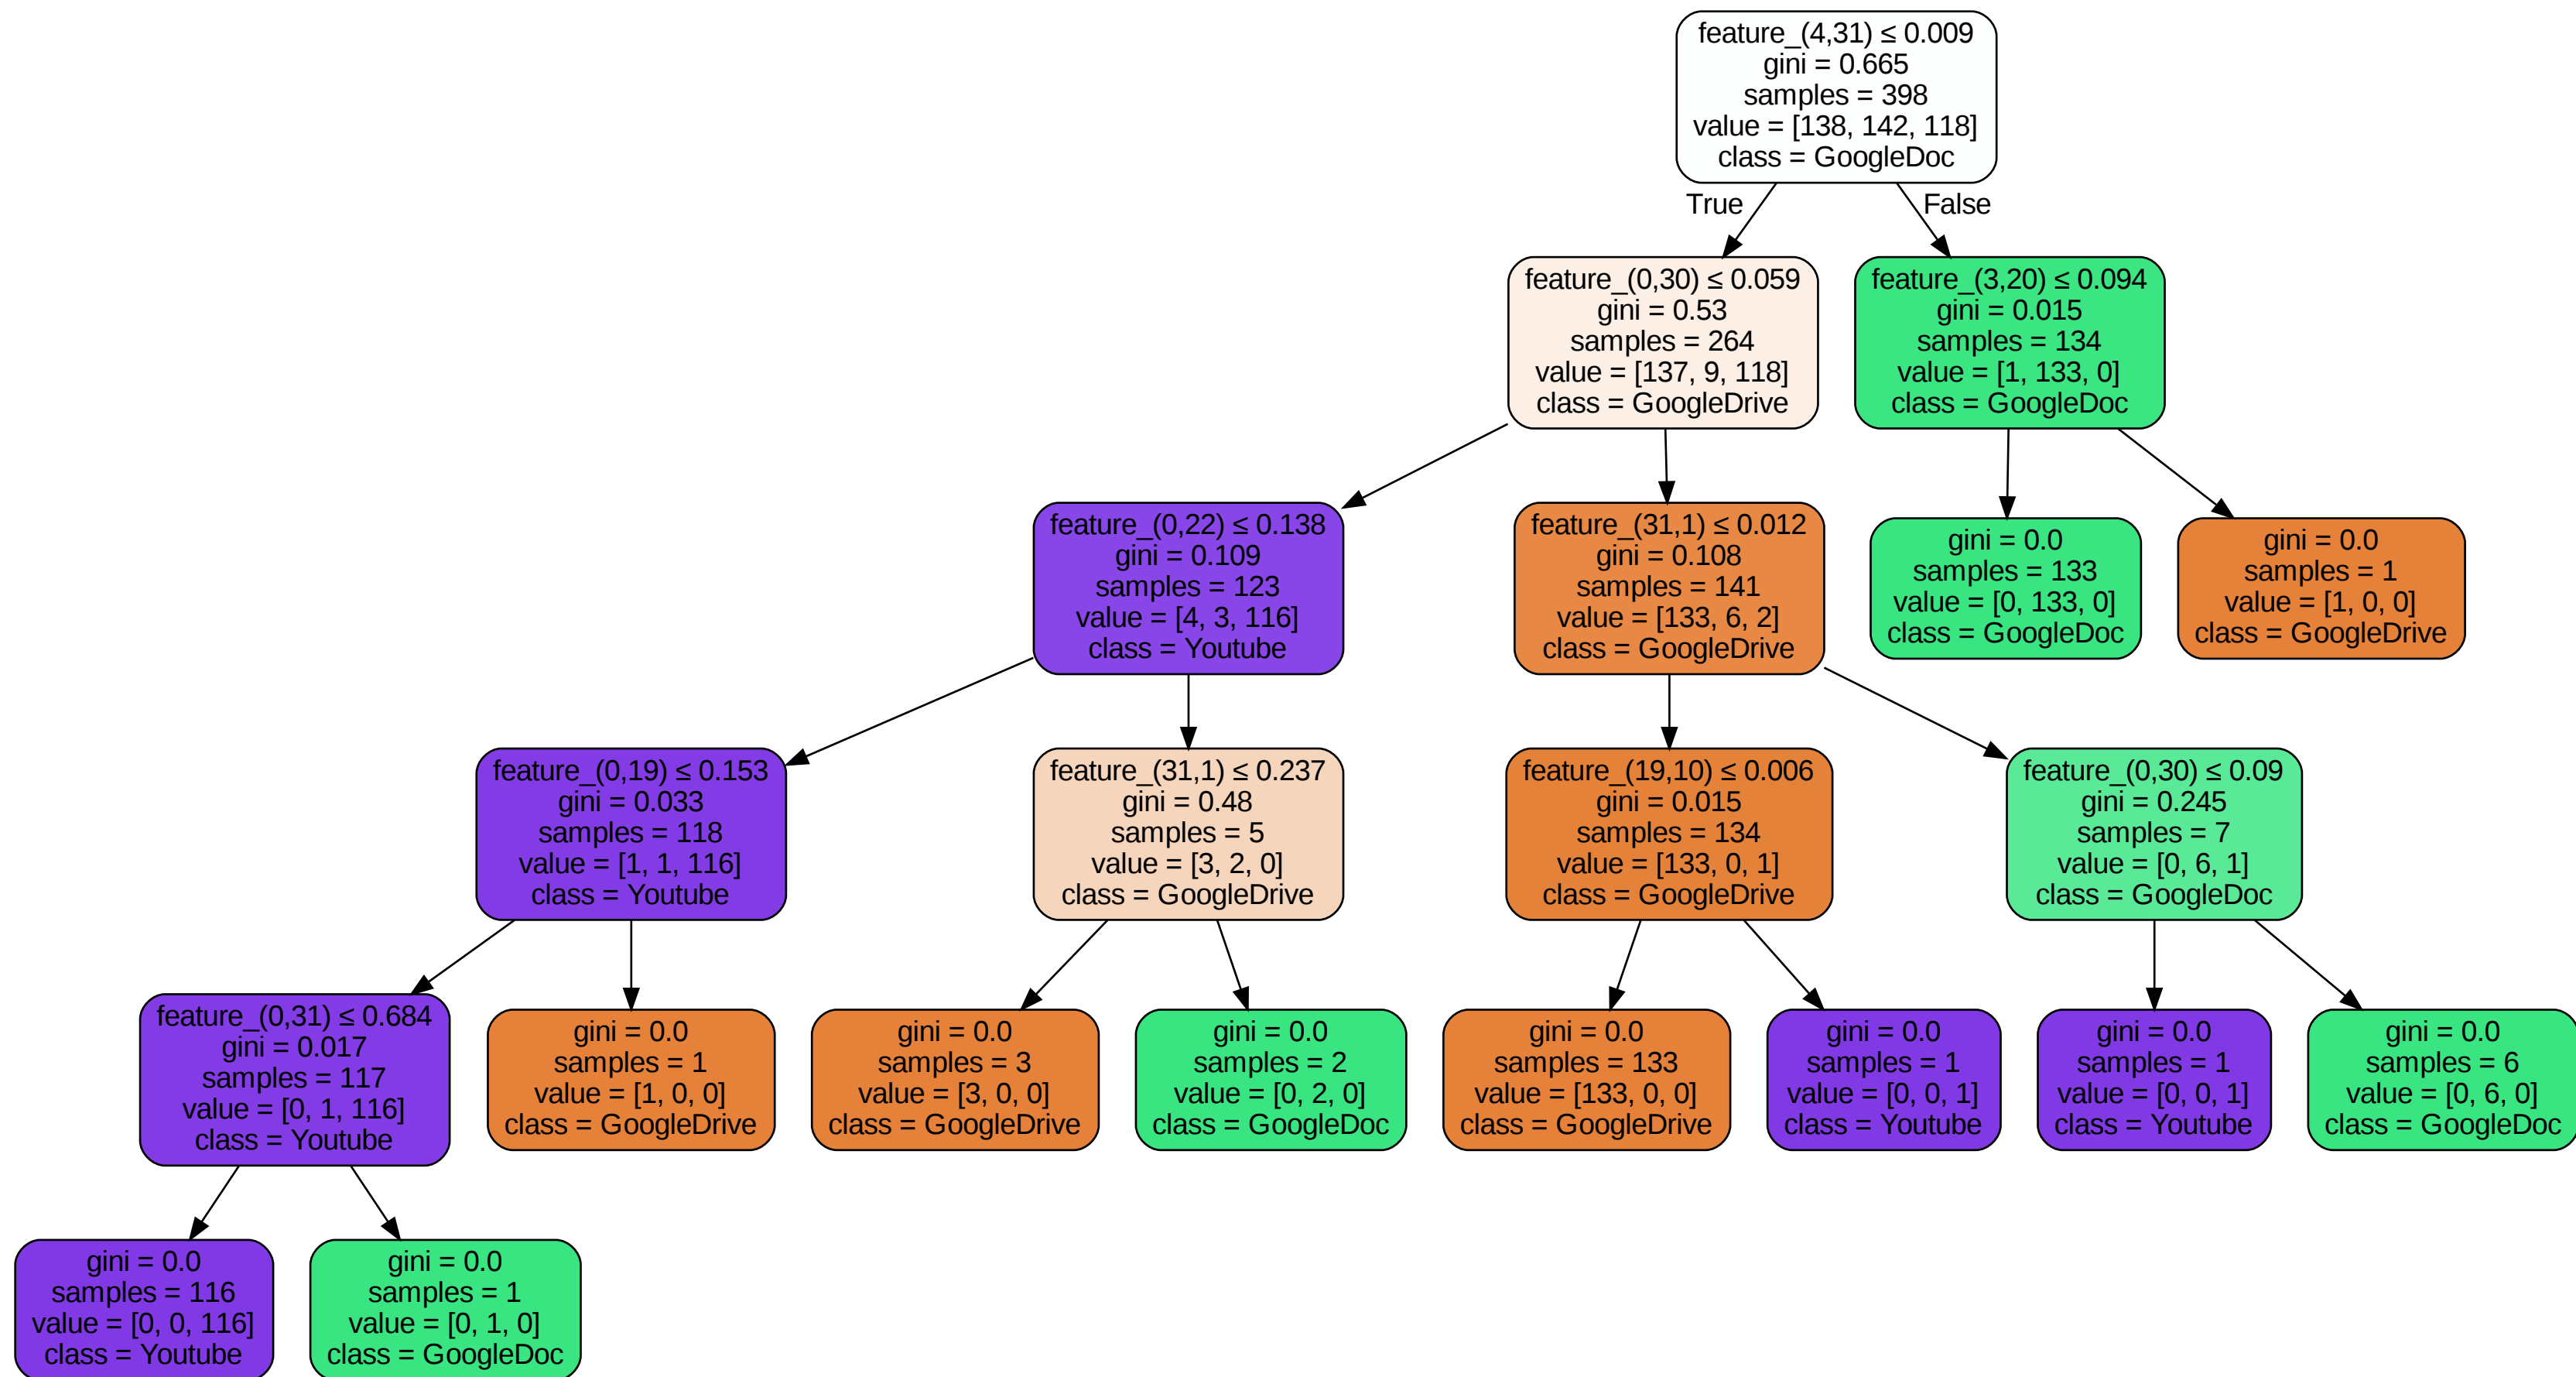 feature_(4,31) ≤ 0.009
gini = 0.665
samples = 398
value = [138, 142, 118]
class = GoogleDoc
True
False
feature_(0,30) ≤ 0.059
gini = 0.53
samples = 264
value = [137, 9, 118]
class = GoogleDrive
feature_(3,20) ≤ 0.094
gini = 0.015
samples = 134
value = [1, 133, 0]
class = GoogleDoc
feature_(0,22) ≤ 0.138
gini = 0.109
samples = 123
value = [4, 3, 116]
class = Youtube
feature_(31,1) ≤ 0.012
gini = 0.108
samples = 141
value = [133, 6, 2]
class = GoogleDrive
gini = 0.0
samples = 133
value = [0, 133, 0]
class = GoogleDoc
gini = 0.0
samples = 1
value = [1, 0, 0]
class = GoogleDrive
feature_(0,19) ≤ 0.153
gini = 0.033
samples = 118
value = [1, 1, 116]
class = Youtube
feature_(31,1) ≤ 0.237
gini = 0.48
samples = 5
value = [3, 2, 0]
class = GoogleDrive
feature_(19,10) ≤ 0.006
gini = 0.015
samples = 134
value = [133, 0, 1]
class = GoogleDrive
feature_(0,30) ≤ 0.09
gini = 0.245
samples = 7
value = [0, 6, 1]
class = GoogleDoc
feature_(0,31) ≤ 0.684
gini = 0.017
samples = 117
value = [0, 1, 116]
class = Youtube
gini = 0.0
samples = 1
value = [1, 0, 0]
class = GoogleDrive
gini = 0.0
samples = 3
value = [3, 0, 0]
class = GoogleDrive
gini = 0.0
samples = 2
value = [0, 2, 0]
class = GoogleDoc
gini = 0.0
samples = 133
value = [133, 0, 0]
class = GoogleDrive
gini = 0.0
samples = 1
value = [0, 0, 1]
class = Youtube
gini = 0.0
samples = 1
value = [0, 0, 1]
class = Youtube
gini = 0.0
samples = 6
value = [0, 6, 0]
class = GoogleDoc
gini = 0.0
samples = 116
value = [0, 0, 116]
class = Youtube
gini = 0.0
samples = 1
value = [0, 1, 0]
class = GoogleDoc